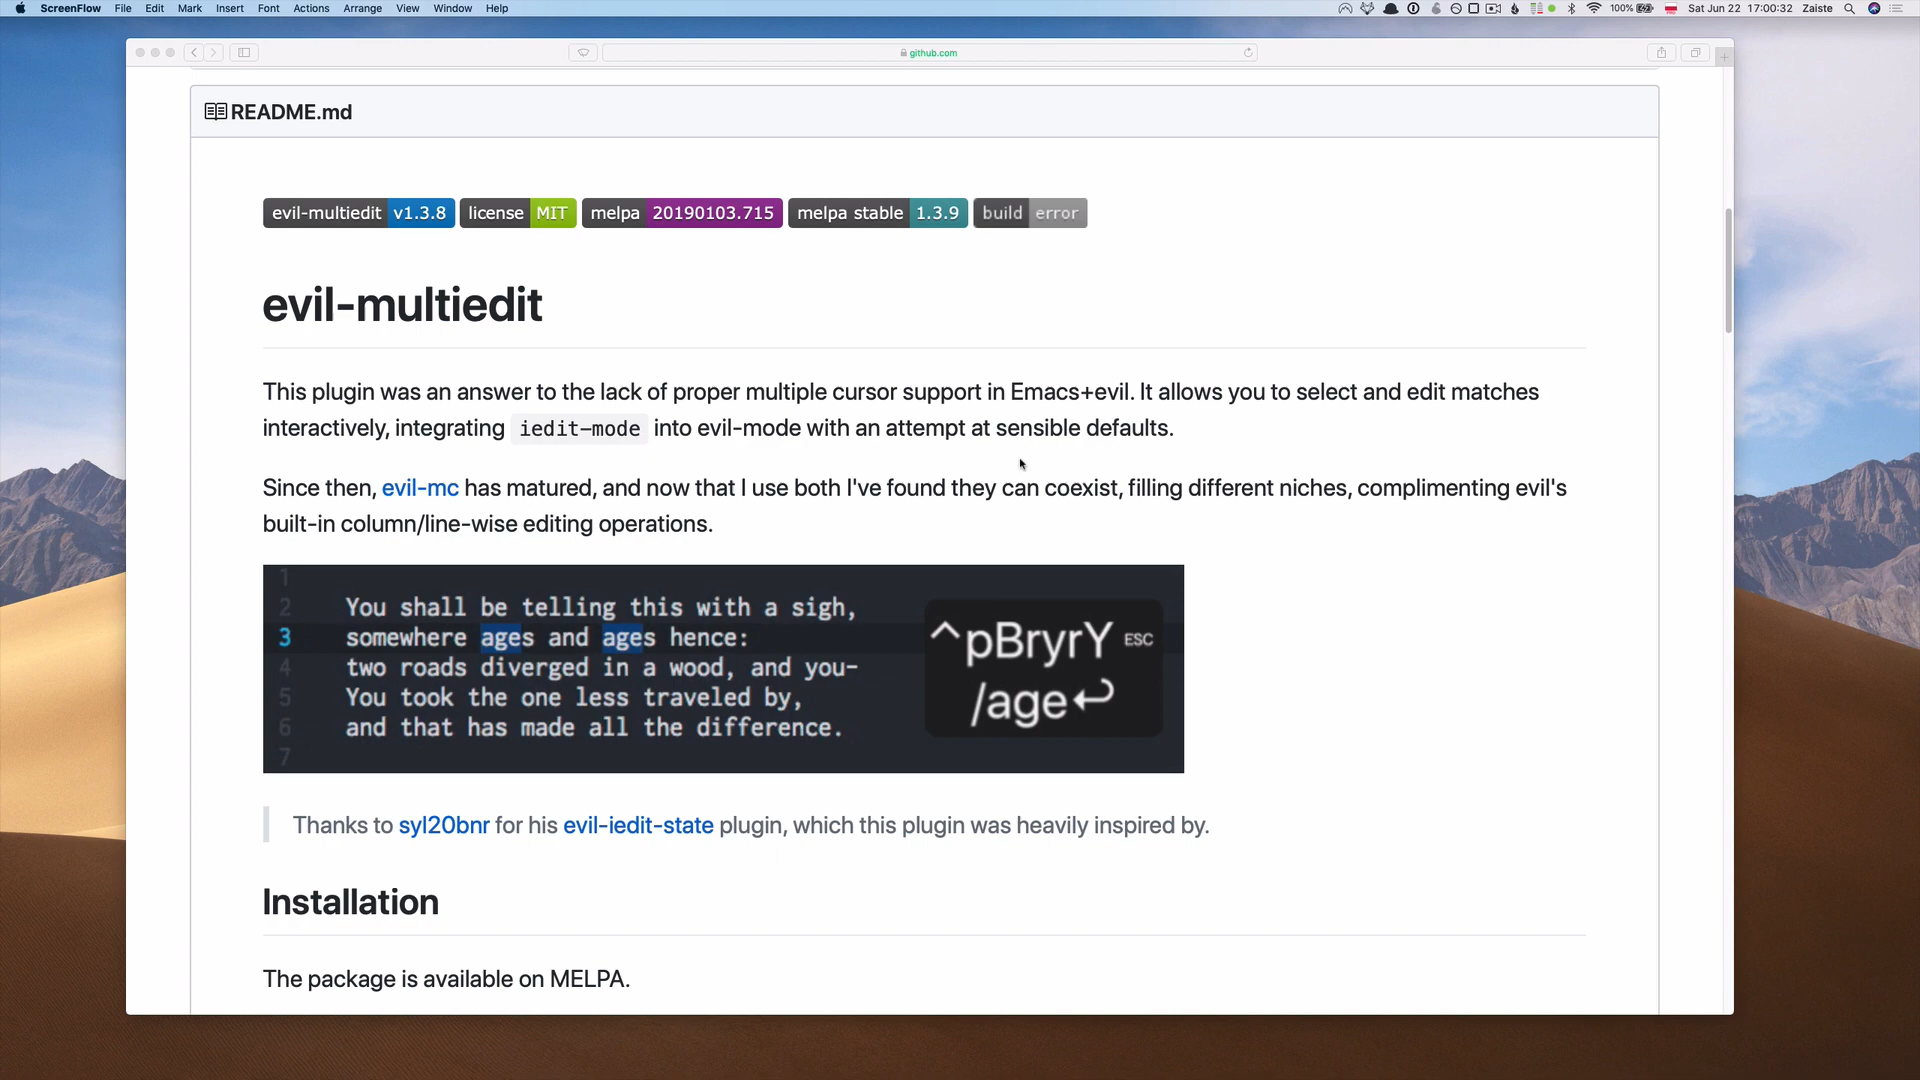 ScreenFlow File Edit Mark Insert Font Actions Arrange View Window Help 100% Sat Jun 22 17:00:32 Zaiste
github.com
README.md
evil-multiedit v1.3.8 license MIT melpa 20190103.715 melpa stable 1.3.9 build error
evil-multiedit
This plugin was an answer to the lack of proper multiple cursor support in Emacs+evil. It allows you to select and edit matches
interactively, integrating iedit-mode into evil-mode with an attempt at sensible defaults.
Since then, evil-mc has matured, and now that I use both I've found they can coexist, filling different niches, complimenting evil's
built-in column/line-wise editing operations.
1
2 You shall be telling this with a sigh,
3 somewhere ages and ages hence:
4 two roads diverged in a wood, and you-
5 You took the one less traveled by,
6 and that has made all the difference.
7
^pBryrY ESC
/age↩
Thanks to syl20bnr for his evil-iedit-state plugin, which this plugin was heavily inspired by.
Installation
The package is available on MELPA.